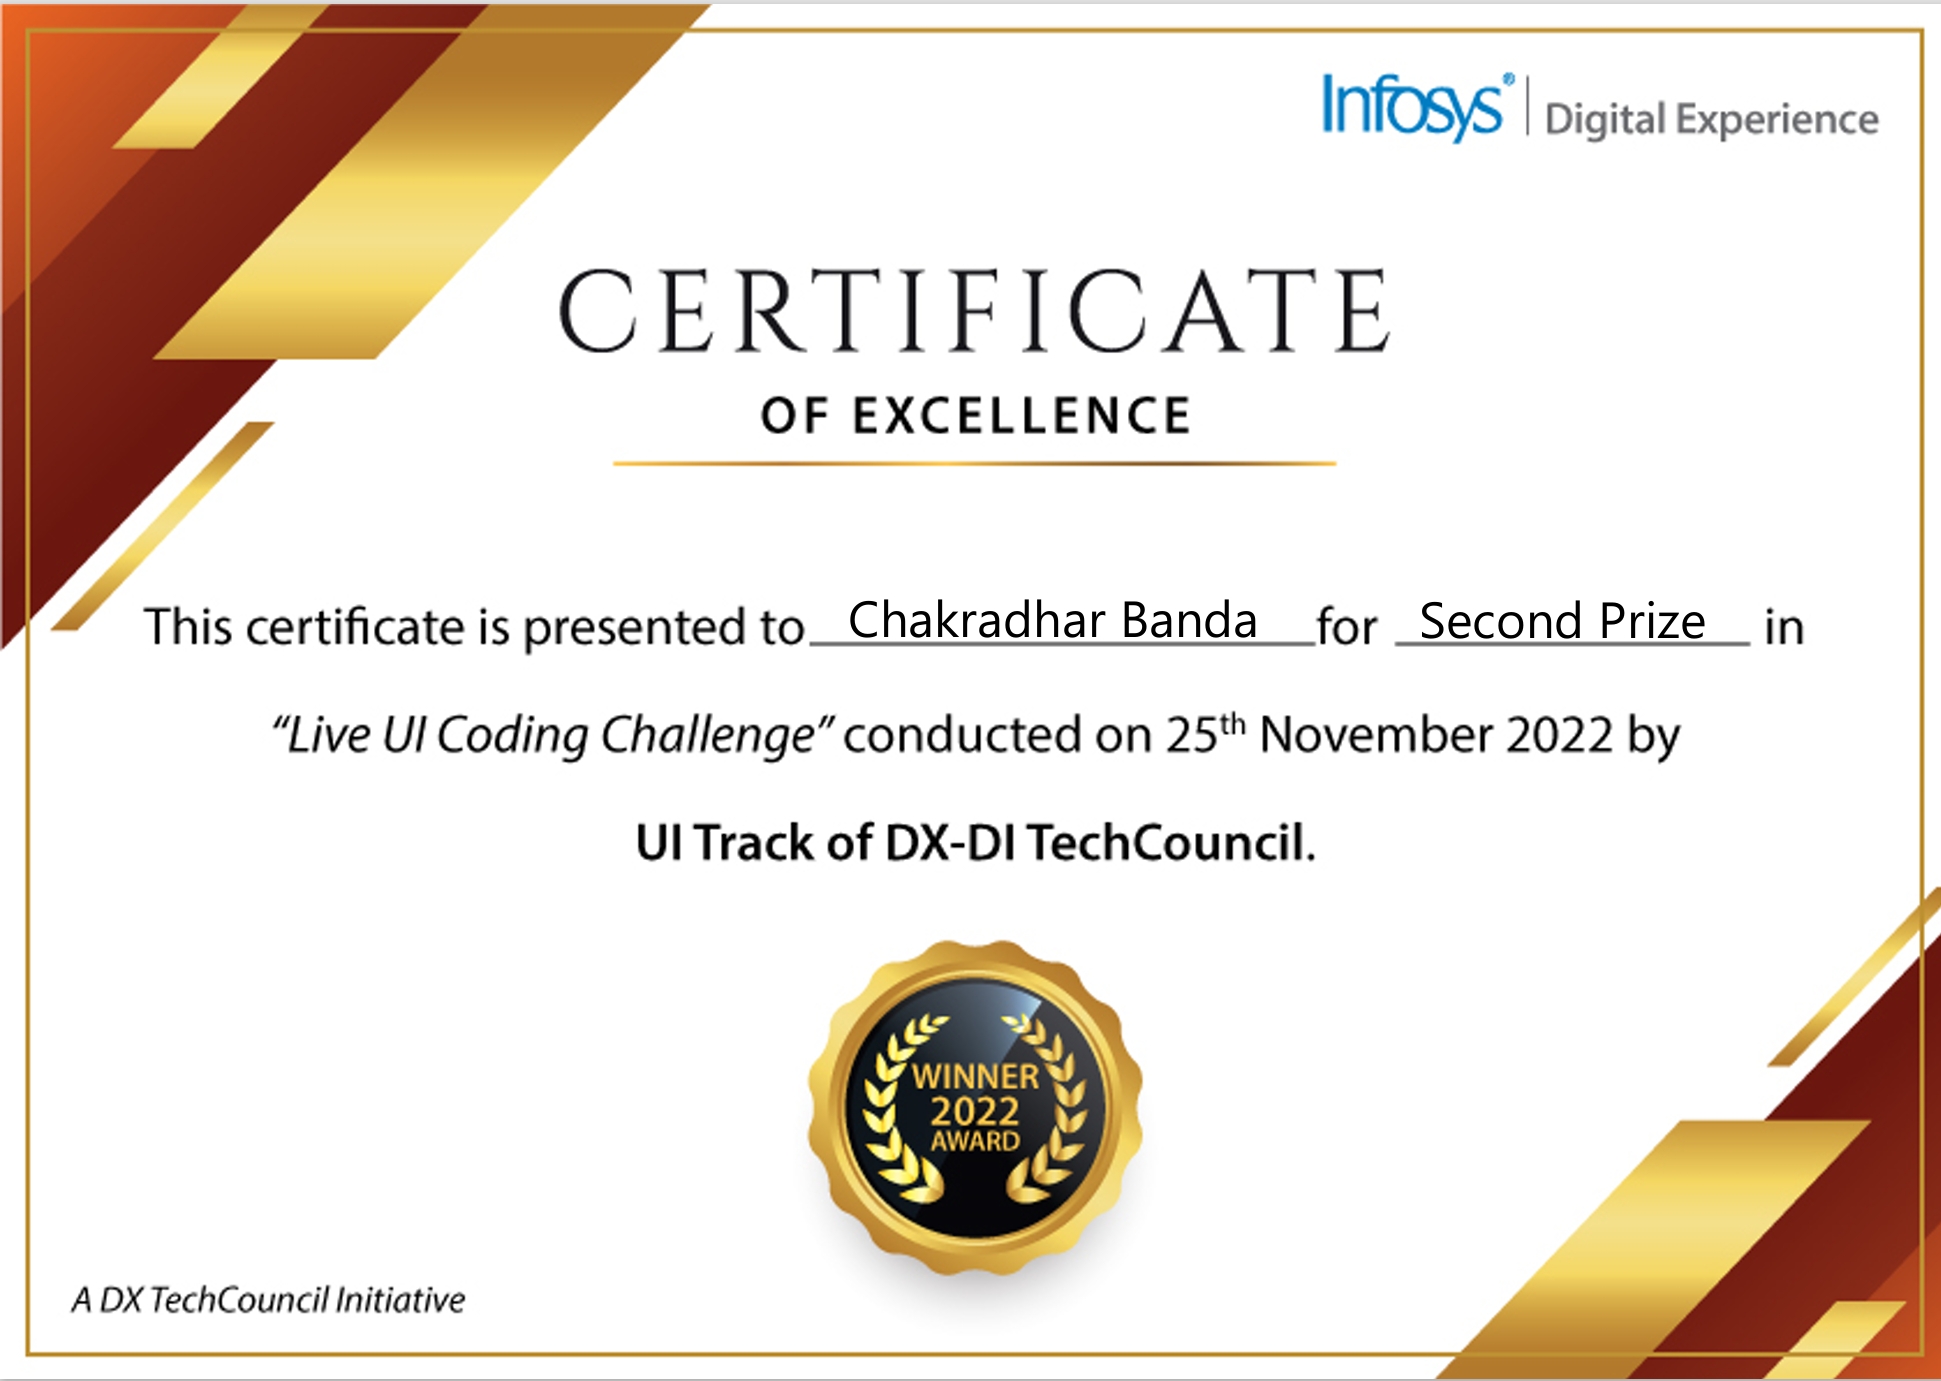 Infosys® | Digital Experience
CERTIFICATE
OF EXCELLENCE
This certificate is presented to Chakradhar Banda for Second Prize in
“Live UI Coding Challenge” conducted on 25th November 2022 by
UI Track of DX-DI TechCouncil.
WINNER
2022
AWARD
A DX TechCouncil Initiative